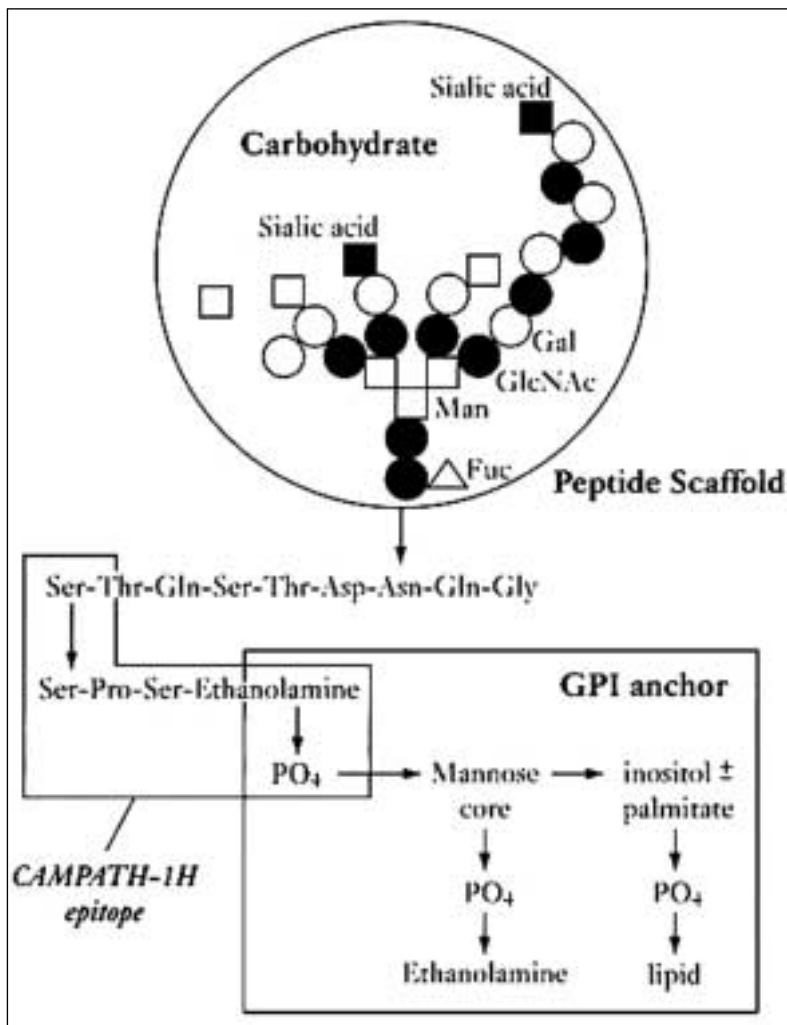 Sialic acid
Carbohydrate
Sialic acid
Gal
GlcNAc
Man
Fuc
Peptide Scaffold
Ser-Thr-Gln-Ser-Thr-Asp-Asn-Gln-Gly
Ser-Pro-Ser-Ethanolamine
GPI anchor
PO₄
Mannose
core
inositol ±
palmitate
CAMPATH-1H
epitope
PO₄
PO₄
Ethanolamine
lipid